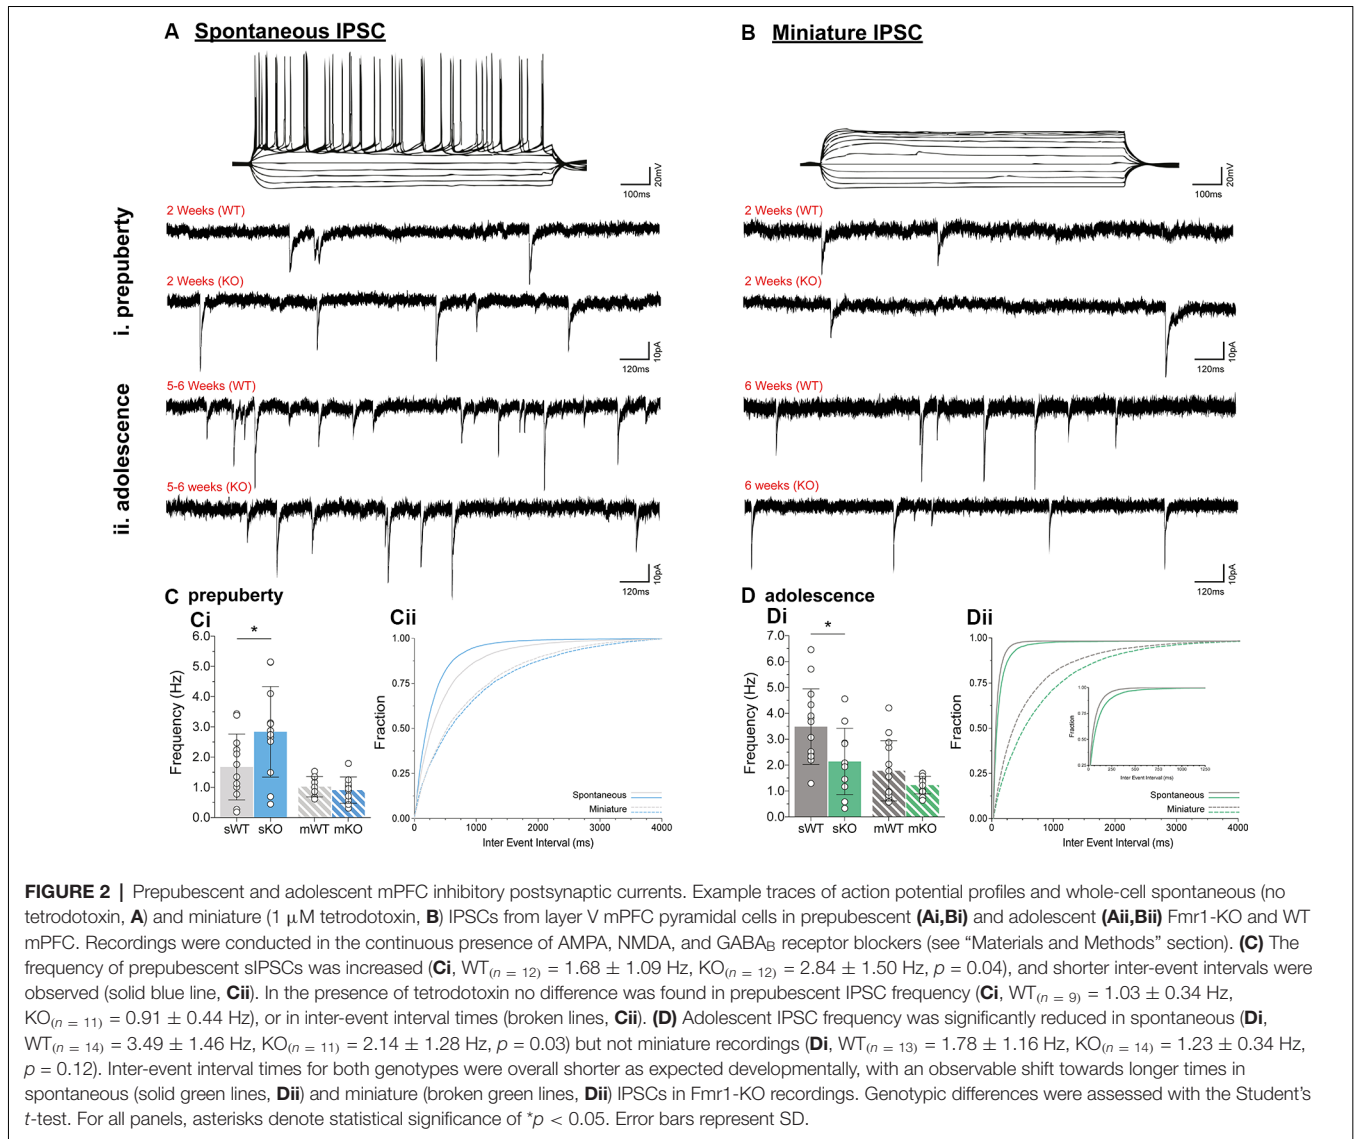 A Spontaneous IPSC
B Miniature IPSC
20mV
100ms
20mV
100ms
i. prepuberty
2 Weeks (WT)
2 Weeks (WT)
2 Weeks (KO)
2 Weeks (KO)
10pA
120ms
10pA
120ms
ii. adolescence
5-6 Weeks (WT)
6 Weeks (WT)
5-6 weeks (KO)
6 weeks (KO)
10pA
120ms
10pA
120ms
C prepuberty
Ci
Frequency (Hz)
6.0
5.0
4.0
3.0
2.0
1.0
0.0
*
sWT sKO mWT mKO
Cii
Fraction
1.00
0.75
0.50
0.25
0.00
Spontaneous
Miniature
0 1000 2000 3000 4000
Inter Event Interval (ms)
D adolescence
Di
Frequency (Hz)
7.0
6.0
5.0
4.0
3.0
2.0
1.0
0.0
*
sWT sKO mWT mKO
Dii
Fraction
1.00
0.75
0.50
0.25
0.00
Fraction
1.00
0.75
0.50
0.25
0 250 500 750 1000 1250
Inter Event Interval (ms)
Spontaneous
Miniature
0 1000 2000 3000 4000
Inter Event Interval (ms)
FIGURE 2 | Prepubescent and adolescent mPFC inhibitory postsynaptic currents. Example traces of action potential profiles and whole-cell spontaneous (no
tetrodotoxin, A) and miniature (1 μM tetrodotoxin, B) IPSCs from layer V mPFC pyramidal cells in prepubescent (Ai,Bi) and adolescent (Aii,Bii) Fmr1-KO and WT
mPFC. Recordings were conducted in the continuous presence of AMPA, NMDA, and GABAB receptor blockers (see “Materials and Methods” section). (C) The
frequency of prepubescent sIPSCs was increased (Ci, WT(n = 12) = 1.68 ± 1.09 Hz, KO(n = 12) = 2.84 ± 1.50 Hz, p = 0.04), and shorter inter-event intervals were
observed (solid blue line, Cii). In the presence of tetrodotoxin no difference was found in prepubescent IPSC frequency (Ci, WT(n = 9) = 1.03 ± 0.34 Hz,
KO(n = 11) = 0.91 ± 0.44 Hz), or in inter-event interval times (broken lines, Cii). (D) Adolescent IPSC frequency was significantly reduced in spontaneous (Di,
WT(n = 14) = 3.49 ± 1.46 Hz, KO(n = 11) = 2.14 ± 1.28 Hz, p = 0.03) but not miniature recordings (Di, WT(n = 13) = 1.78 ± 1.16 Hz, KO(n = 14) = 1.23 ± 0.34 Hz,
p = 0.12). Inter-event interval times for both genotypes were overall shorter as expected developmentally, with an observable shift towards longer times in
spontaneous (solid green lines, Dii) and miniature (broken green lines, Dii) IPSCs in Fmr1-KO recordings. Genotypic differences were assessed with the Student’s
t-test. For all panels, asterisks denote statistical significance of *p < 0.05. Error bars represent SD.